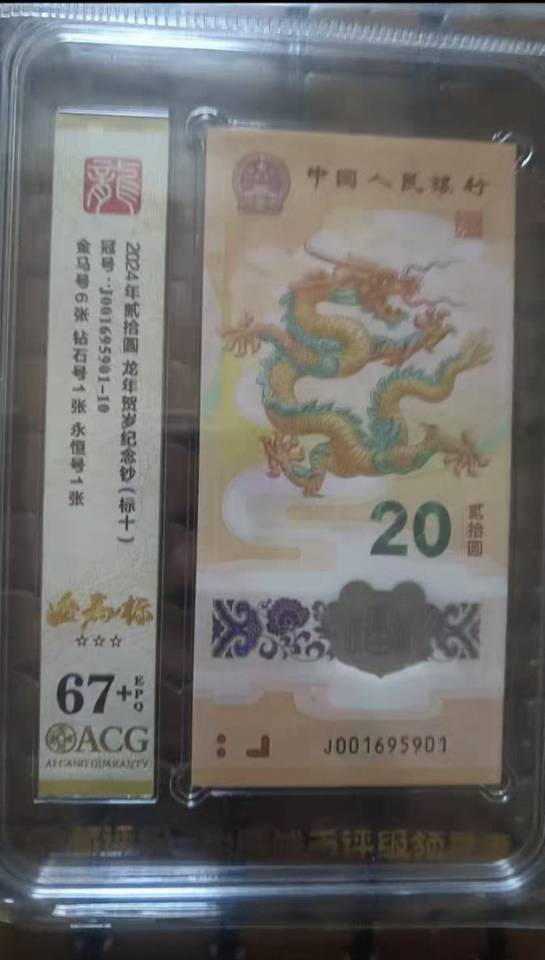 龍
2024年贰拾圆 龙年贺岁纪念钞(标十)
冠号:J001695901-10
金马号6张 钻石号1张 永恒号1张
☆☆☆
67+
EPQ
ACG
AI CANG GUARANTY
中国人民银行
20
贰拾圆
J001695901